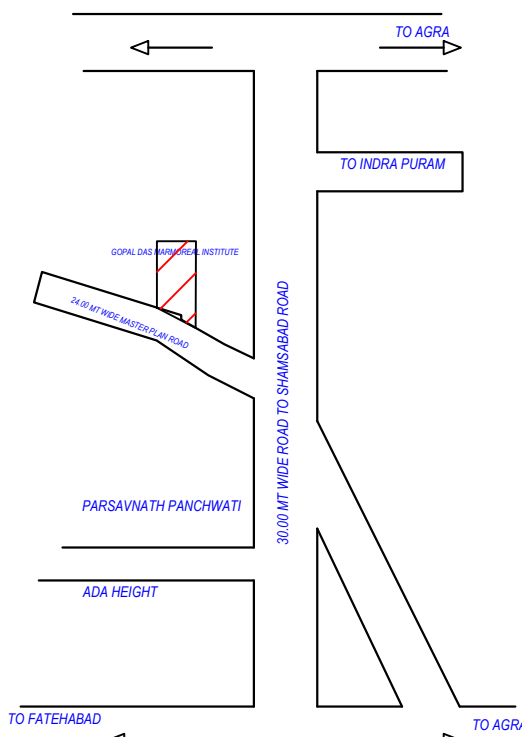 TO AGRA
TO INDRA PURAM
GOPAL DAS MARMOREAL INSTITUTE
24.00 MT WIDE MASTER PLAN ROAD
30.00 MT WIDE ROAD TO SHAMSABAD ROAD
PARSAVNATH PANCHWATI
ADA HEIGHT
TO FATEHABAD
TO AGRA